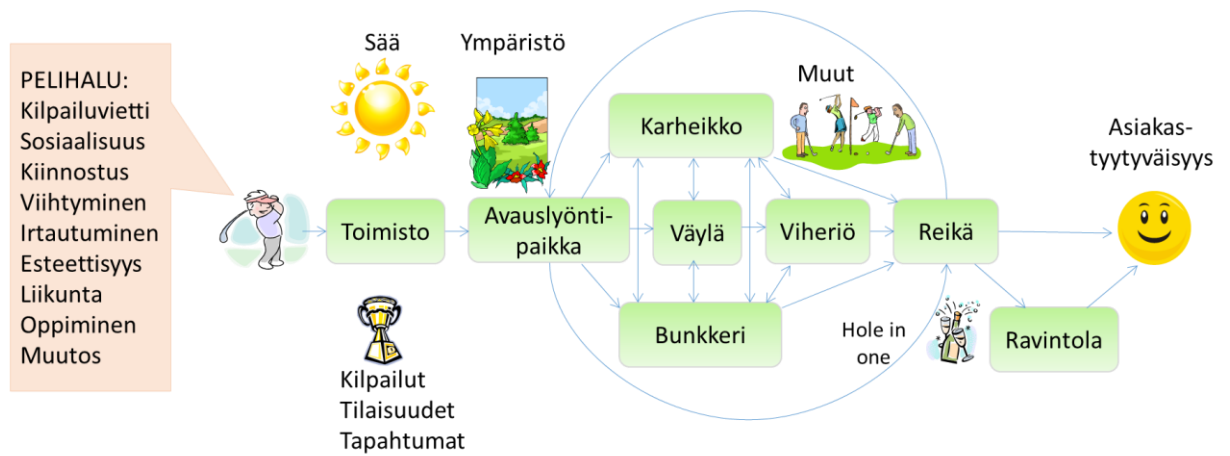 PELIHALU:
Kilpailuvietti
Sosiaalisuus
Kiinnostus
Viihtyminen
Irtautuminen
Esteettisyys
Liikunta
Oppiminen
Muutos
Sää
Ympäristö
Muut
Karheikko
Asiakas-
tyytyväisyys
Toimisto
Avauslyönti-
paikka
Väylä
Viheriö
Reikä
Bunkkeri
Hole in
one
Ravintola
Kilpailut
Tilaisuudet
Tapahtumat